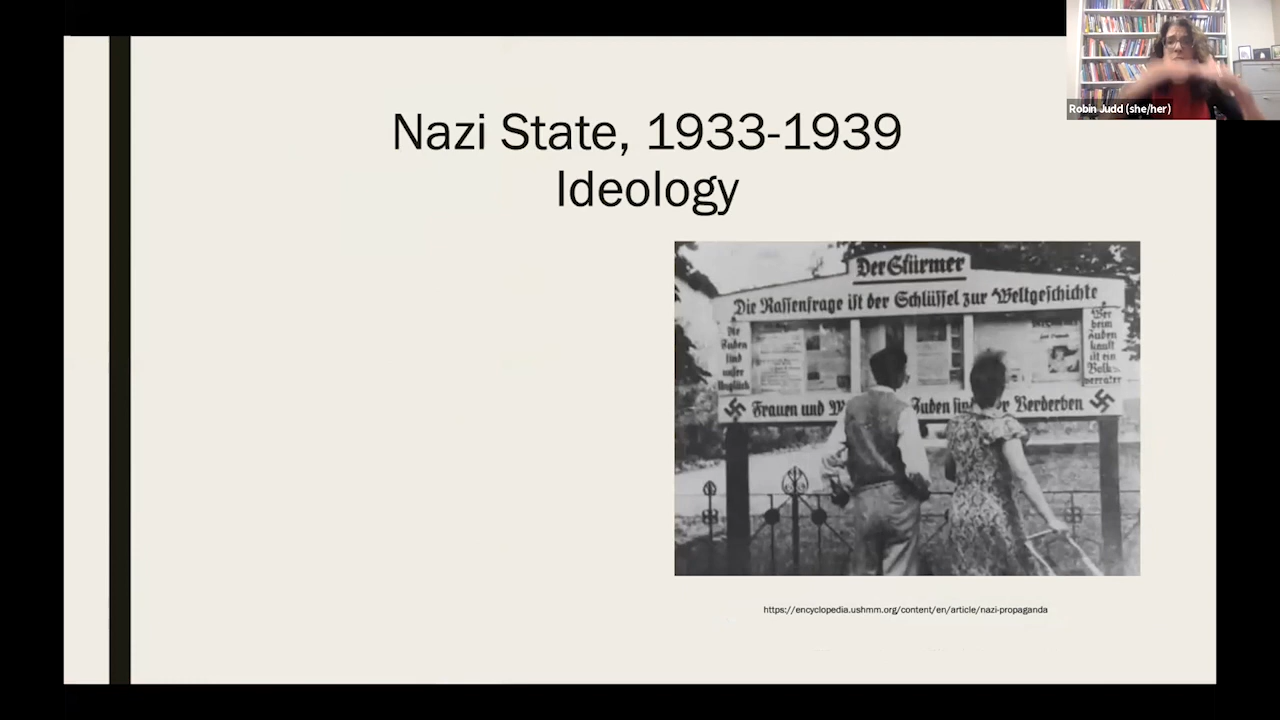 Robin Judd (she/her)
Nazi State, 1933-1939
Ideology
Der Stürmer
Die Rassenfrage ist der Schlüssel zur Weltgeschichte
Die
Juden
sind
unser
Unglück
Wer
beim
Juden
kauft
ist ein
Volks
verräter
Frauen und M Juden sin r Verderben
https://encyclopedia.ushmm.org/content/en/article/nazi-propaganda